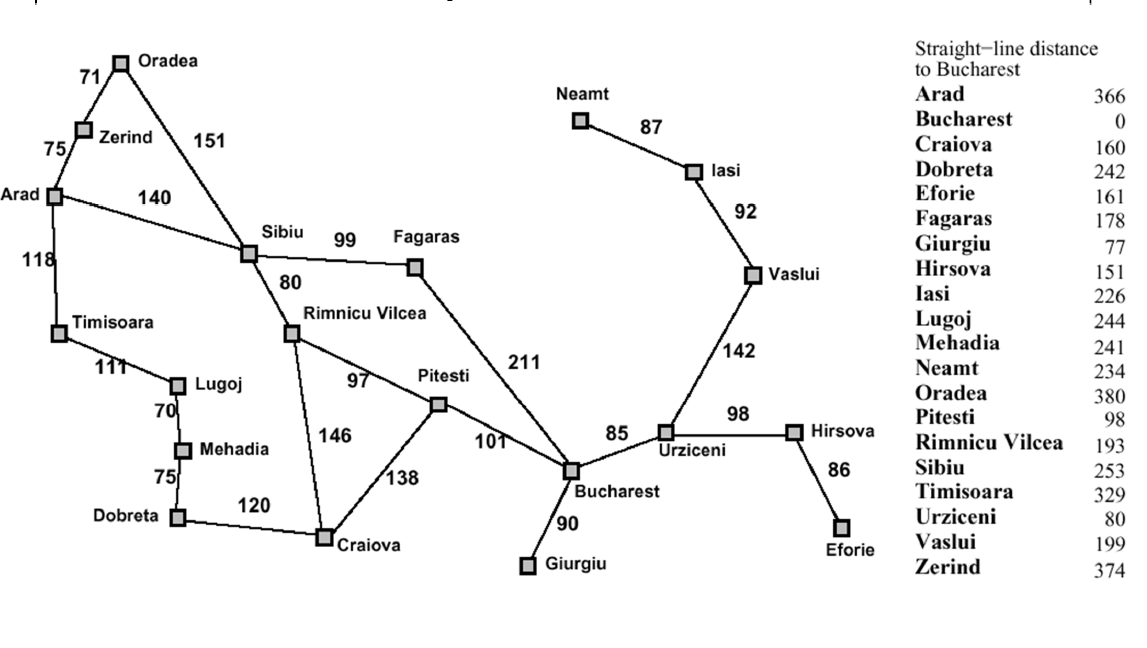 Oradea
71
Neamt
Zerind
87
151
75
Iasi
Arad
140
92
Sibiu
99
Fagaras
118
80
Vaslui
Rimnicu Vilcea
Timisoara
142
211
111
97
Pitesti
Lugoj
70
146
101
85
98
Hirsova
Urziceni
Mehadia
75
138
86
Bucharest
Dobreta
120
90
Craiova
Eforie
Giurgiu
Straight−line distance
to Bucharest
Arad 366
Bucharest 0
Craiova 160
Dobreta 242
Eforie 161
Fagaras 178
Giurgiu 77
Hirsova 151
Iasi 226
Lugoj 244
Mehadia 241
Neamt 234
Oradea 380
Pitesti 98
Rimnicu Vilcea 193
Sibiu 253
Timisoara 329
Urziceni 80
Vaslui 199
Zerind 374